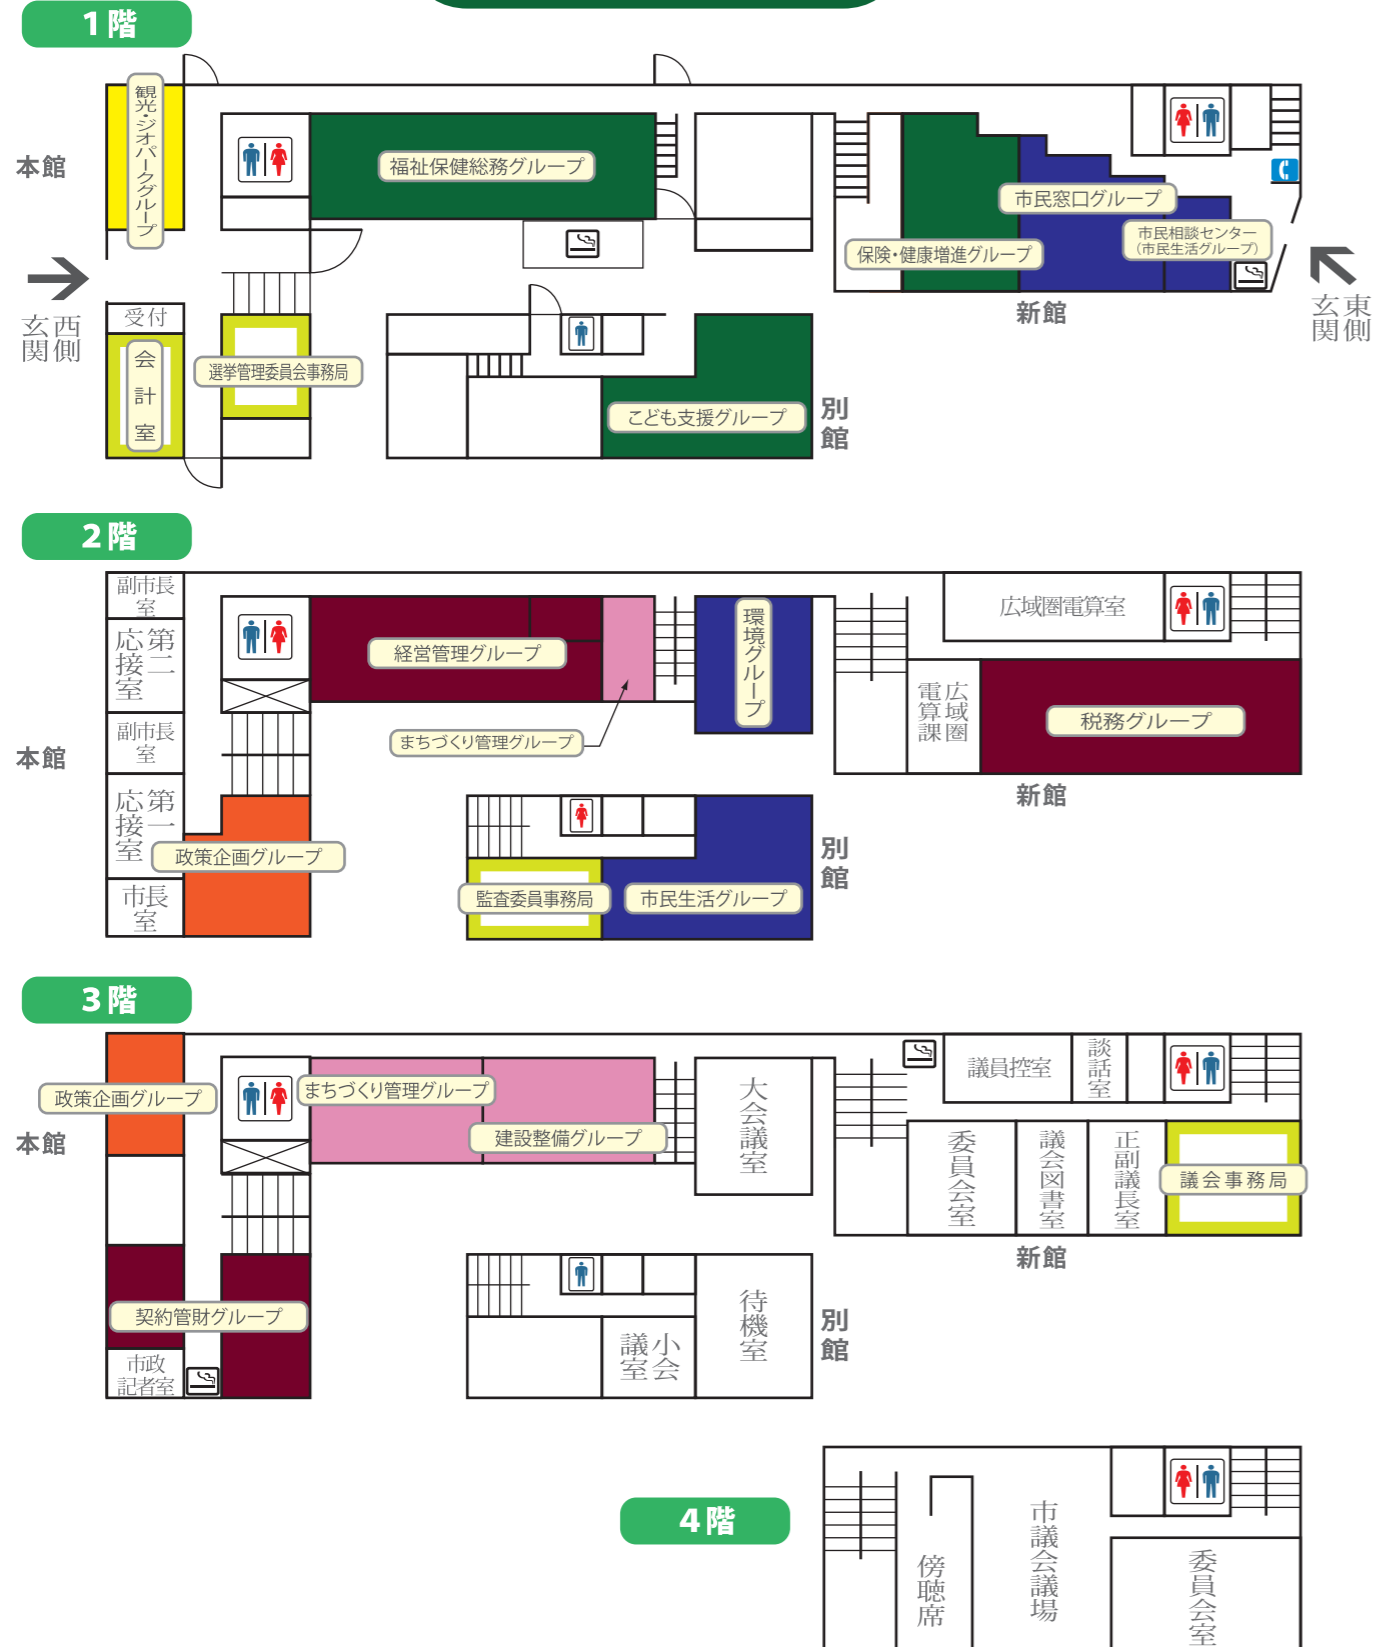 1階
本館
観光・ジオパークグループ
福祉保健総務グループ
市民窓口グループ
市民相談センター
(市民生活グループ)
保険・健康増進グループ
新館
西側
玄関
東側
玄関
受付
会計室
選挙管理委員会事務局
こども支援グループ
別館
2階
副市長
室
第二
応接室
副市長
室
本館
第一
応接室
市長
室
経営管理グループ
まちづくり管理グループ
環境グループ
広域圏電算室
広域圏
電算課
税務グループ
新館
政策企画グループ
監査委員事務局
市民生活グループ
別館
3階
政策企画グループ
本館
まちづくり管理グループ
建設整備グループ
大会議室
議員控室
談話室
委員会室
議会図書室
正副議長室
議会事務局
新館
契約管財グループ
市政
記者室
小会
議室
待機室
別館
4階
傍聴席
市議会議場
委員会室